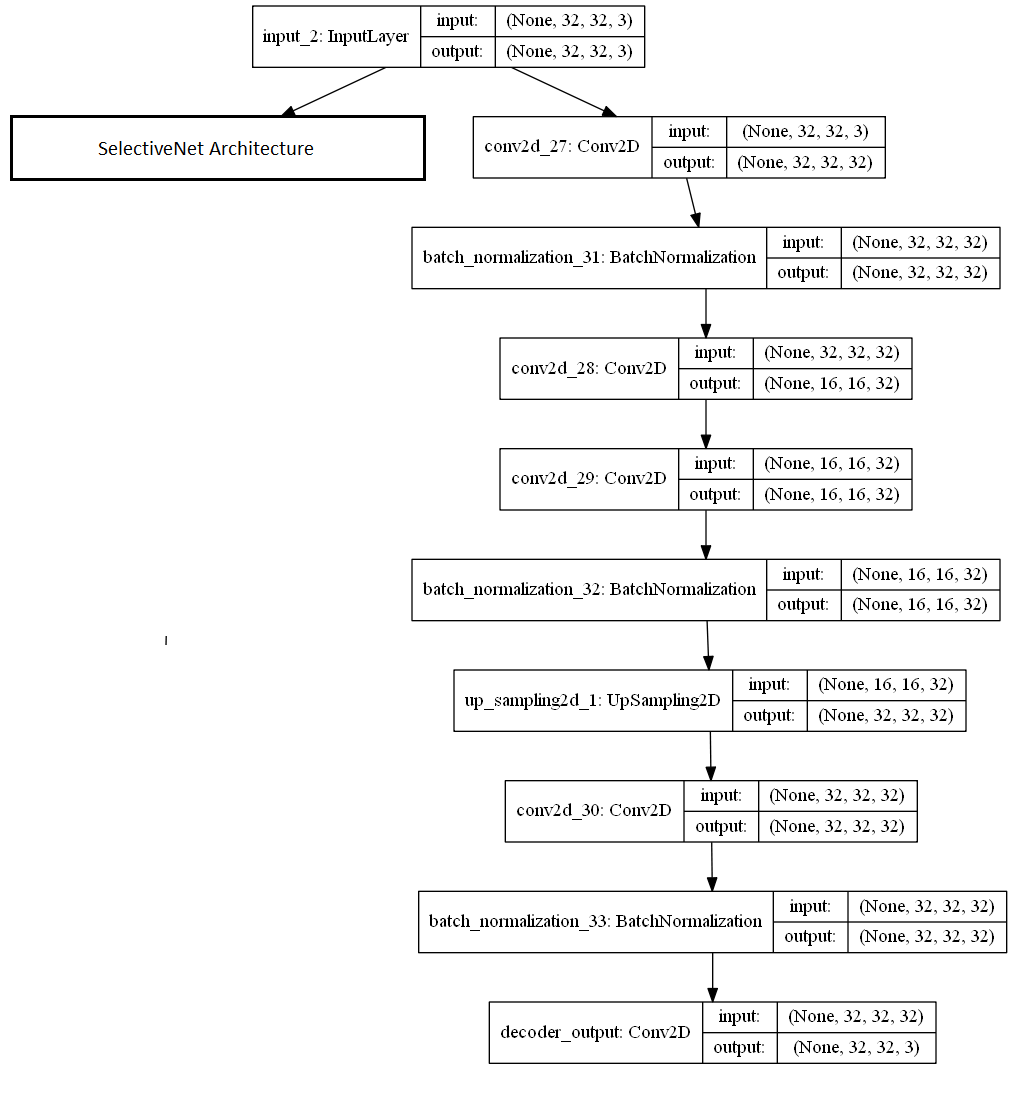 input_2: InputLayer
input: (None, 32, 32, 3)
output: (None, 32, 32, 3)
SelectiveNet Architecture
conv2d_27: Conv2D
input: (None, 32, 32, 3)
output: (None, 32, 32, 32)
batch_normalization_31: BatchNormalization
input: (None, 32, 32, 32)
output: (None, 32, 32, 32)
conv2d_28: Conv2D
input: (None, 32, 32, 32)
output: (None, 16, 16, 32)
conv2d_29: Conv2D
input: (None, 16, 16, 32)
output: (None, 16, 16, 32)
batch_normalization_32: BatchNormalization
input: (None, 16, 16, 32)
output: (None, 16, 16, 32)
up_sampling2d_1: UpSampling2D
input: (None, 16, 16, 32)
output: (None, 32, 32, 32)
conv2d_30: Conv2D
input: (None, 32, 32, 32)
output: (None, 32, 32, 32)
batch_normalization_33: BatchNormalization
input: (None, 32, 32, 32)
output: (None, 32, 32, 32)
decoder_output: Conv2D
input: (None, 32, 32, 32)
output: (None, 32, 32, 3)